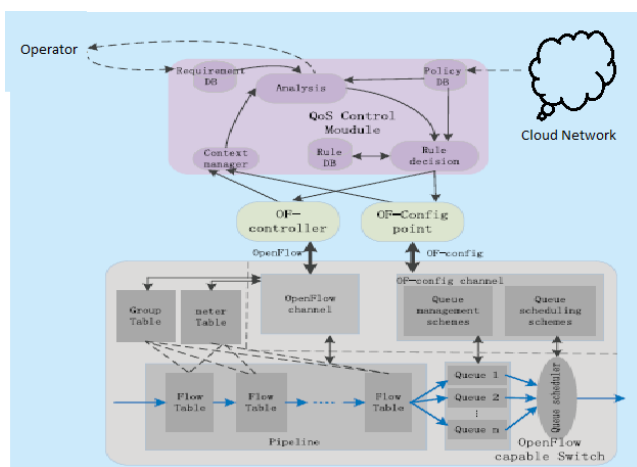 Operator
Requirement
DB
Analysis
Policy
DB
QoS Control
Moudule
Cloud Network
Context
manager
Rule
DB
Rule
decision
OF-
controller
OF-Config
point
OpenFlow
OF-config
OF-config channel
Group
Table
meter
Table
OpenFlow
channel
Queue
management
schemes
Queue
scheduling
schemes
Flow
Table
Flow
Table
Flow
Table
Pipeline
Queue 1
Queue 2
Queue n
Queue scheduler
OpenFlow
capable Switch